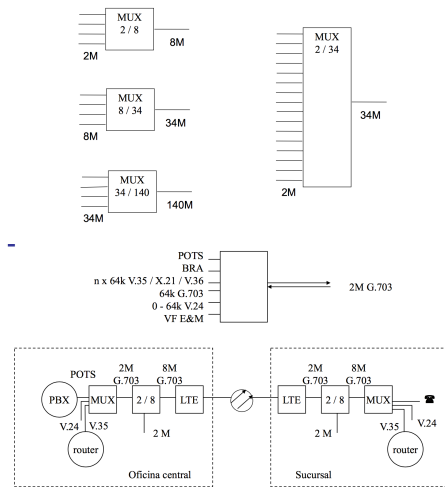 MUX
2 / 8
8M
2M
MUX
8 / 34
34M
8M
MUX
34 / 140
140M
34M
MUX
2 / 34
34M
2M
POTS
BRA
n x 64k V.35 / X.21 / V.36
64k G.703
0 - 64k V.24
VF E&M
2M G.703
POTS
2M
G.703
8M
G.703
PBX
MUX
2 / 8
LTE
V.24
V.35
2 M
router
Oficina central
2M
G.703
8M
G.703
LTE
2 / 8
MUX
V.24
V.35
2 M
router
Sucursal